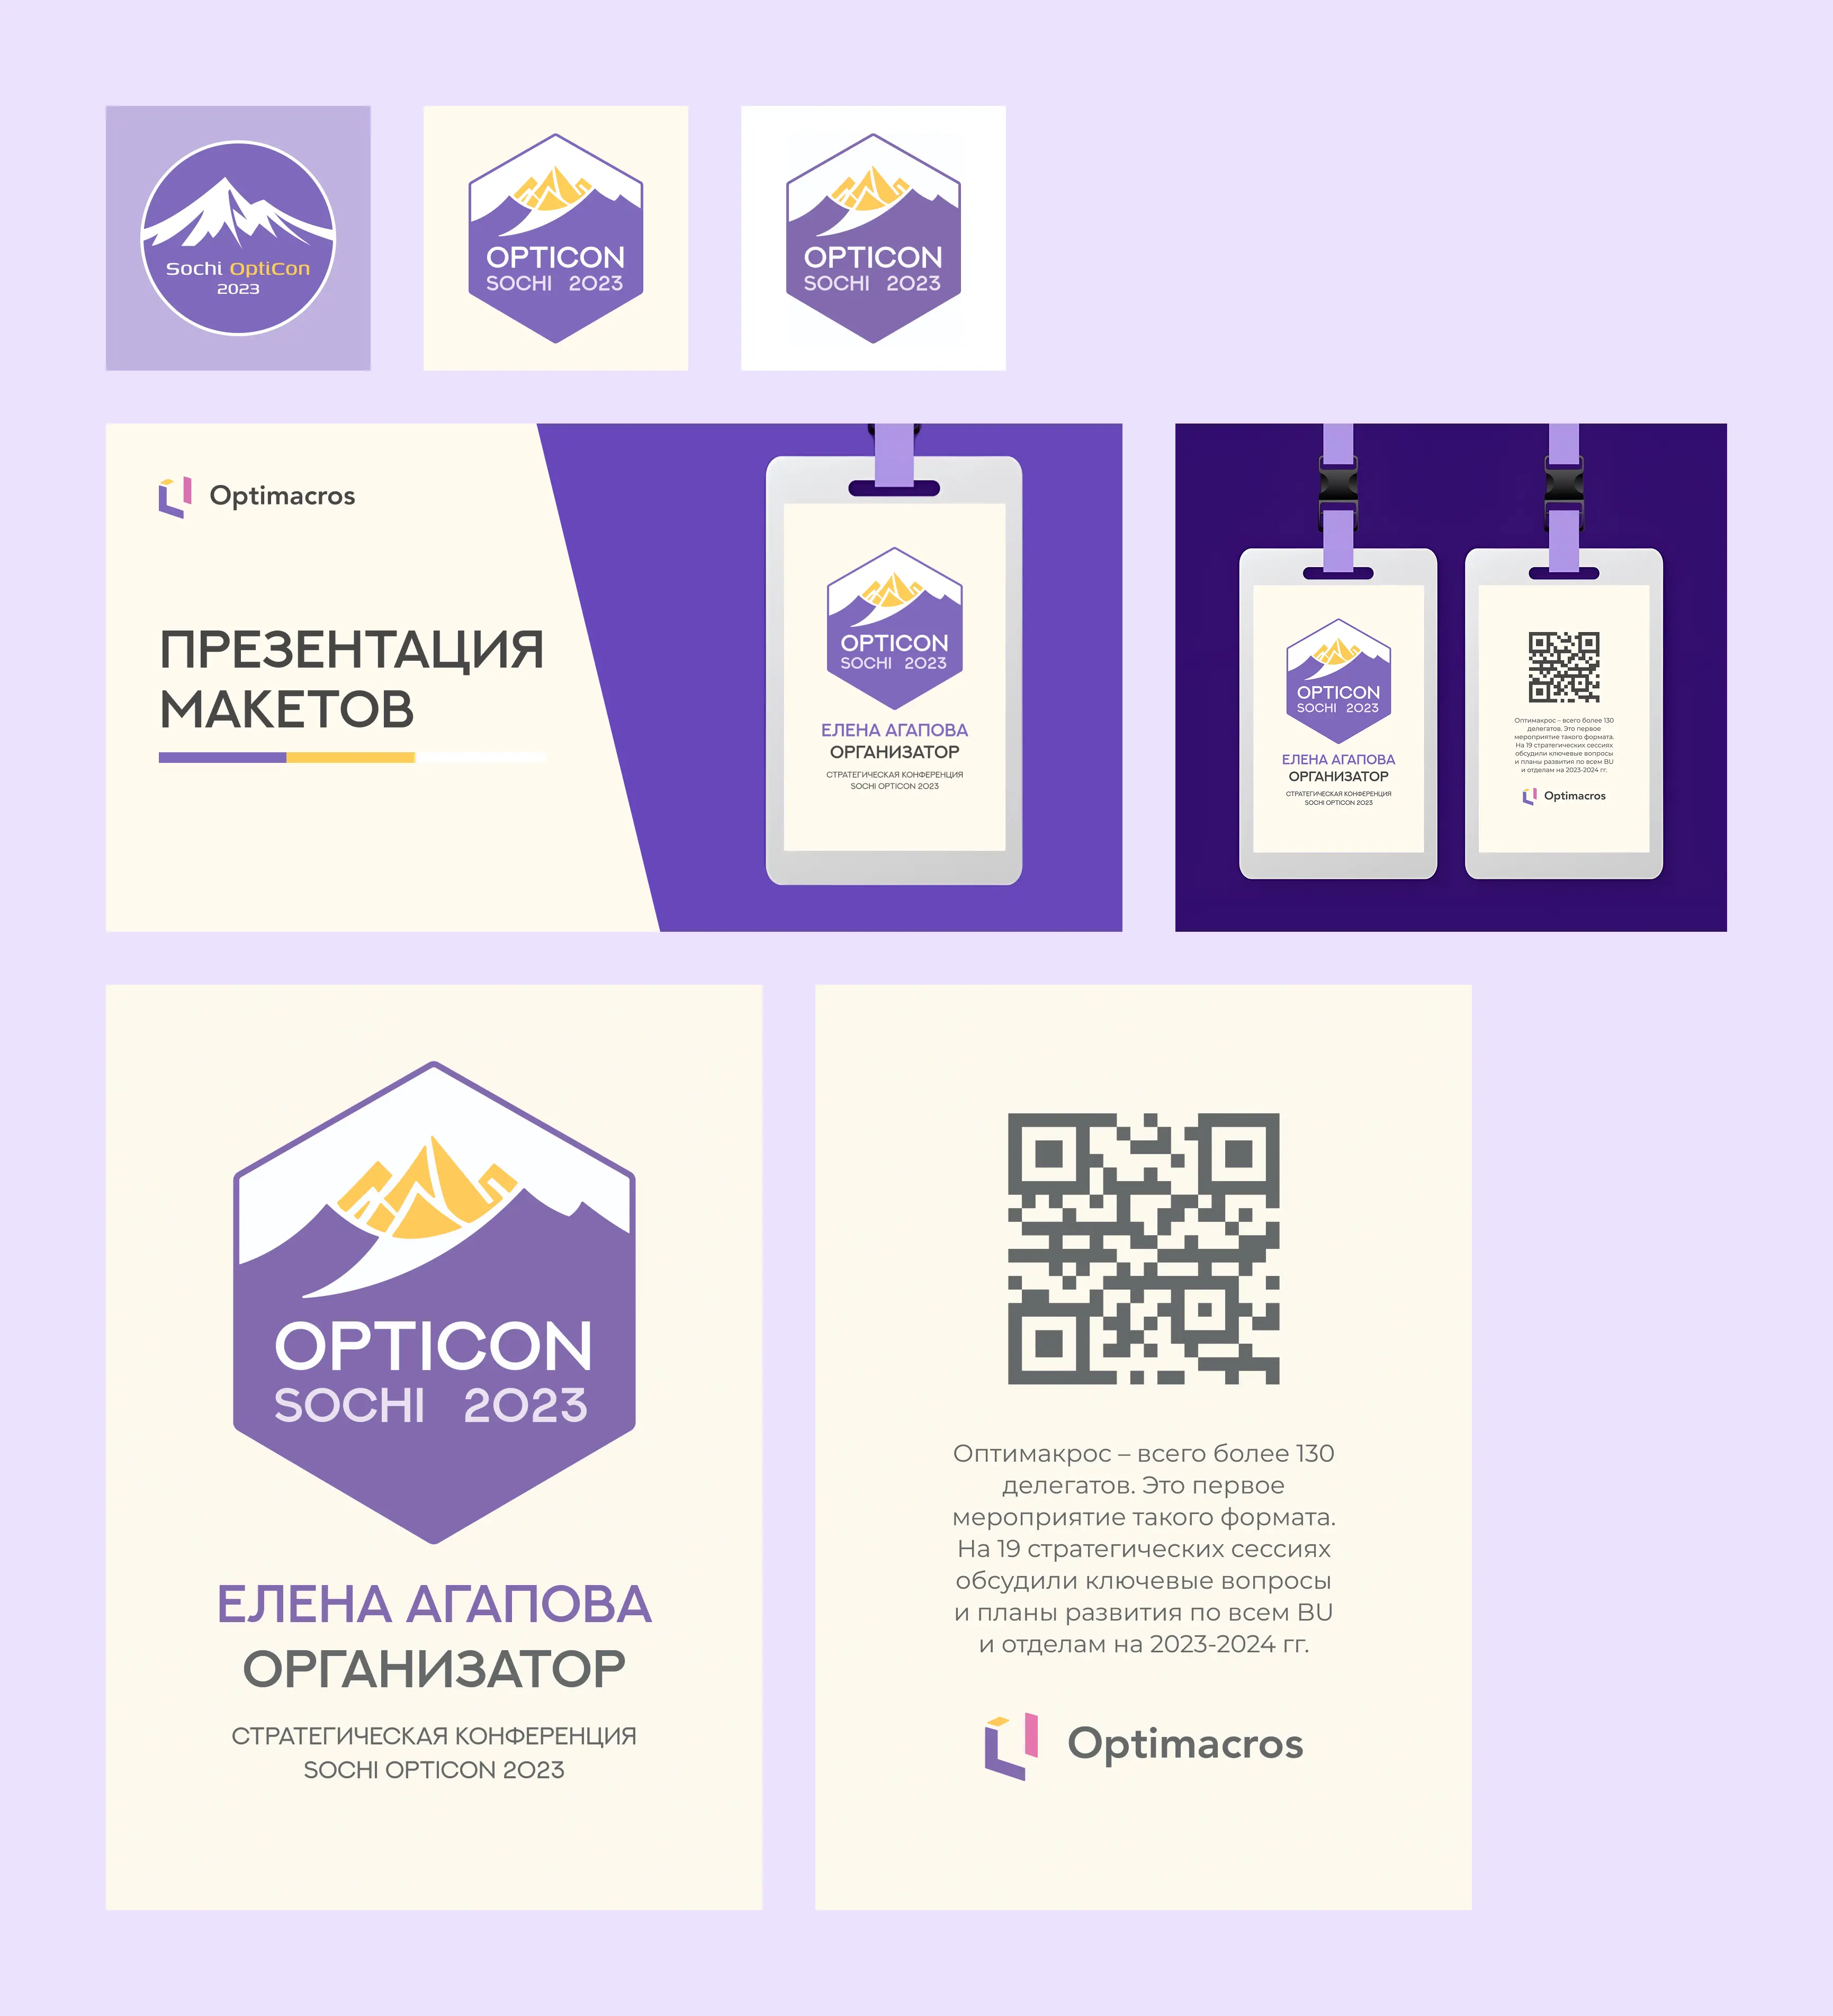 Sochi OptiCon
2023
OPTICON
SOCHI 2023
OPTICON
SOCHI 2023
Optimacros
ПРЕЗЕНТАЦИЯ
МАКЕТОВ
OPTICON
SOCHI 2023
ЕЛЕНА АГАПОВА
ОРГАНИЗАТОР
СТРАТЕГИЧЕСКАЯ КОНФЕРЕНЦИЯ
SOCHI OPTICON 2023
OPTICON
SOCHI 2023
ЕЛЕНА АГАПОВА
ОРГАНИЗАТОР
СТРАТЕГИЧЕСКАЯ КОНФЕРЕНЦИЯ
SOCHI OPTICON 2023
Оптимакрос – всего более 130
делегатов. Это первое
мероприятие такого формата.
На 19 стратегических сессиях
обсудили ключевые вопросы
и планы развития по всем BU
и отделам на 2023-2024 гг.
Optimacros
OPTICON
SOCHI 2023
ЕЛЕНА АГАПОВА
ОРГАНИЗАТОР
СТРАТЕГИЧЕСКАЯ КОНФЕРЕНЦИЯ
SOCHI OPTICON 2023
Оптимакрос – всего более 130
делегатов. Это первое
мероприятие такого формата.
На 19 стратегических сессиях
обсудили ключевые вопросы
и планы развития по всем BU
и отделам на 2023-2024 гг.
Optimacros